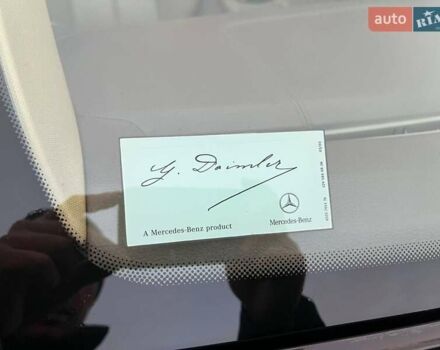 auto RIA
G. Daimler
A Mercedes-Benz product
Mercedes-Benz